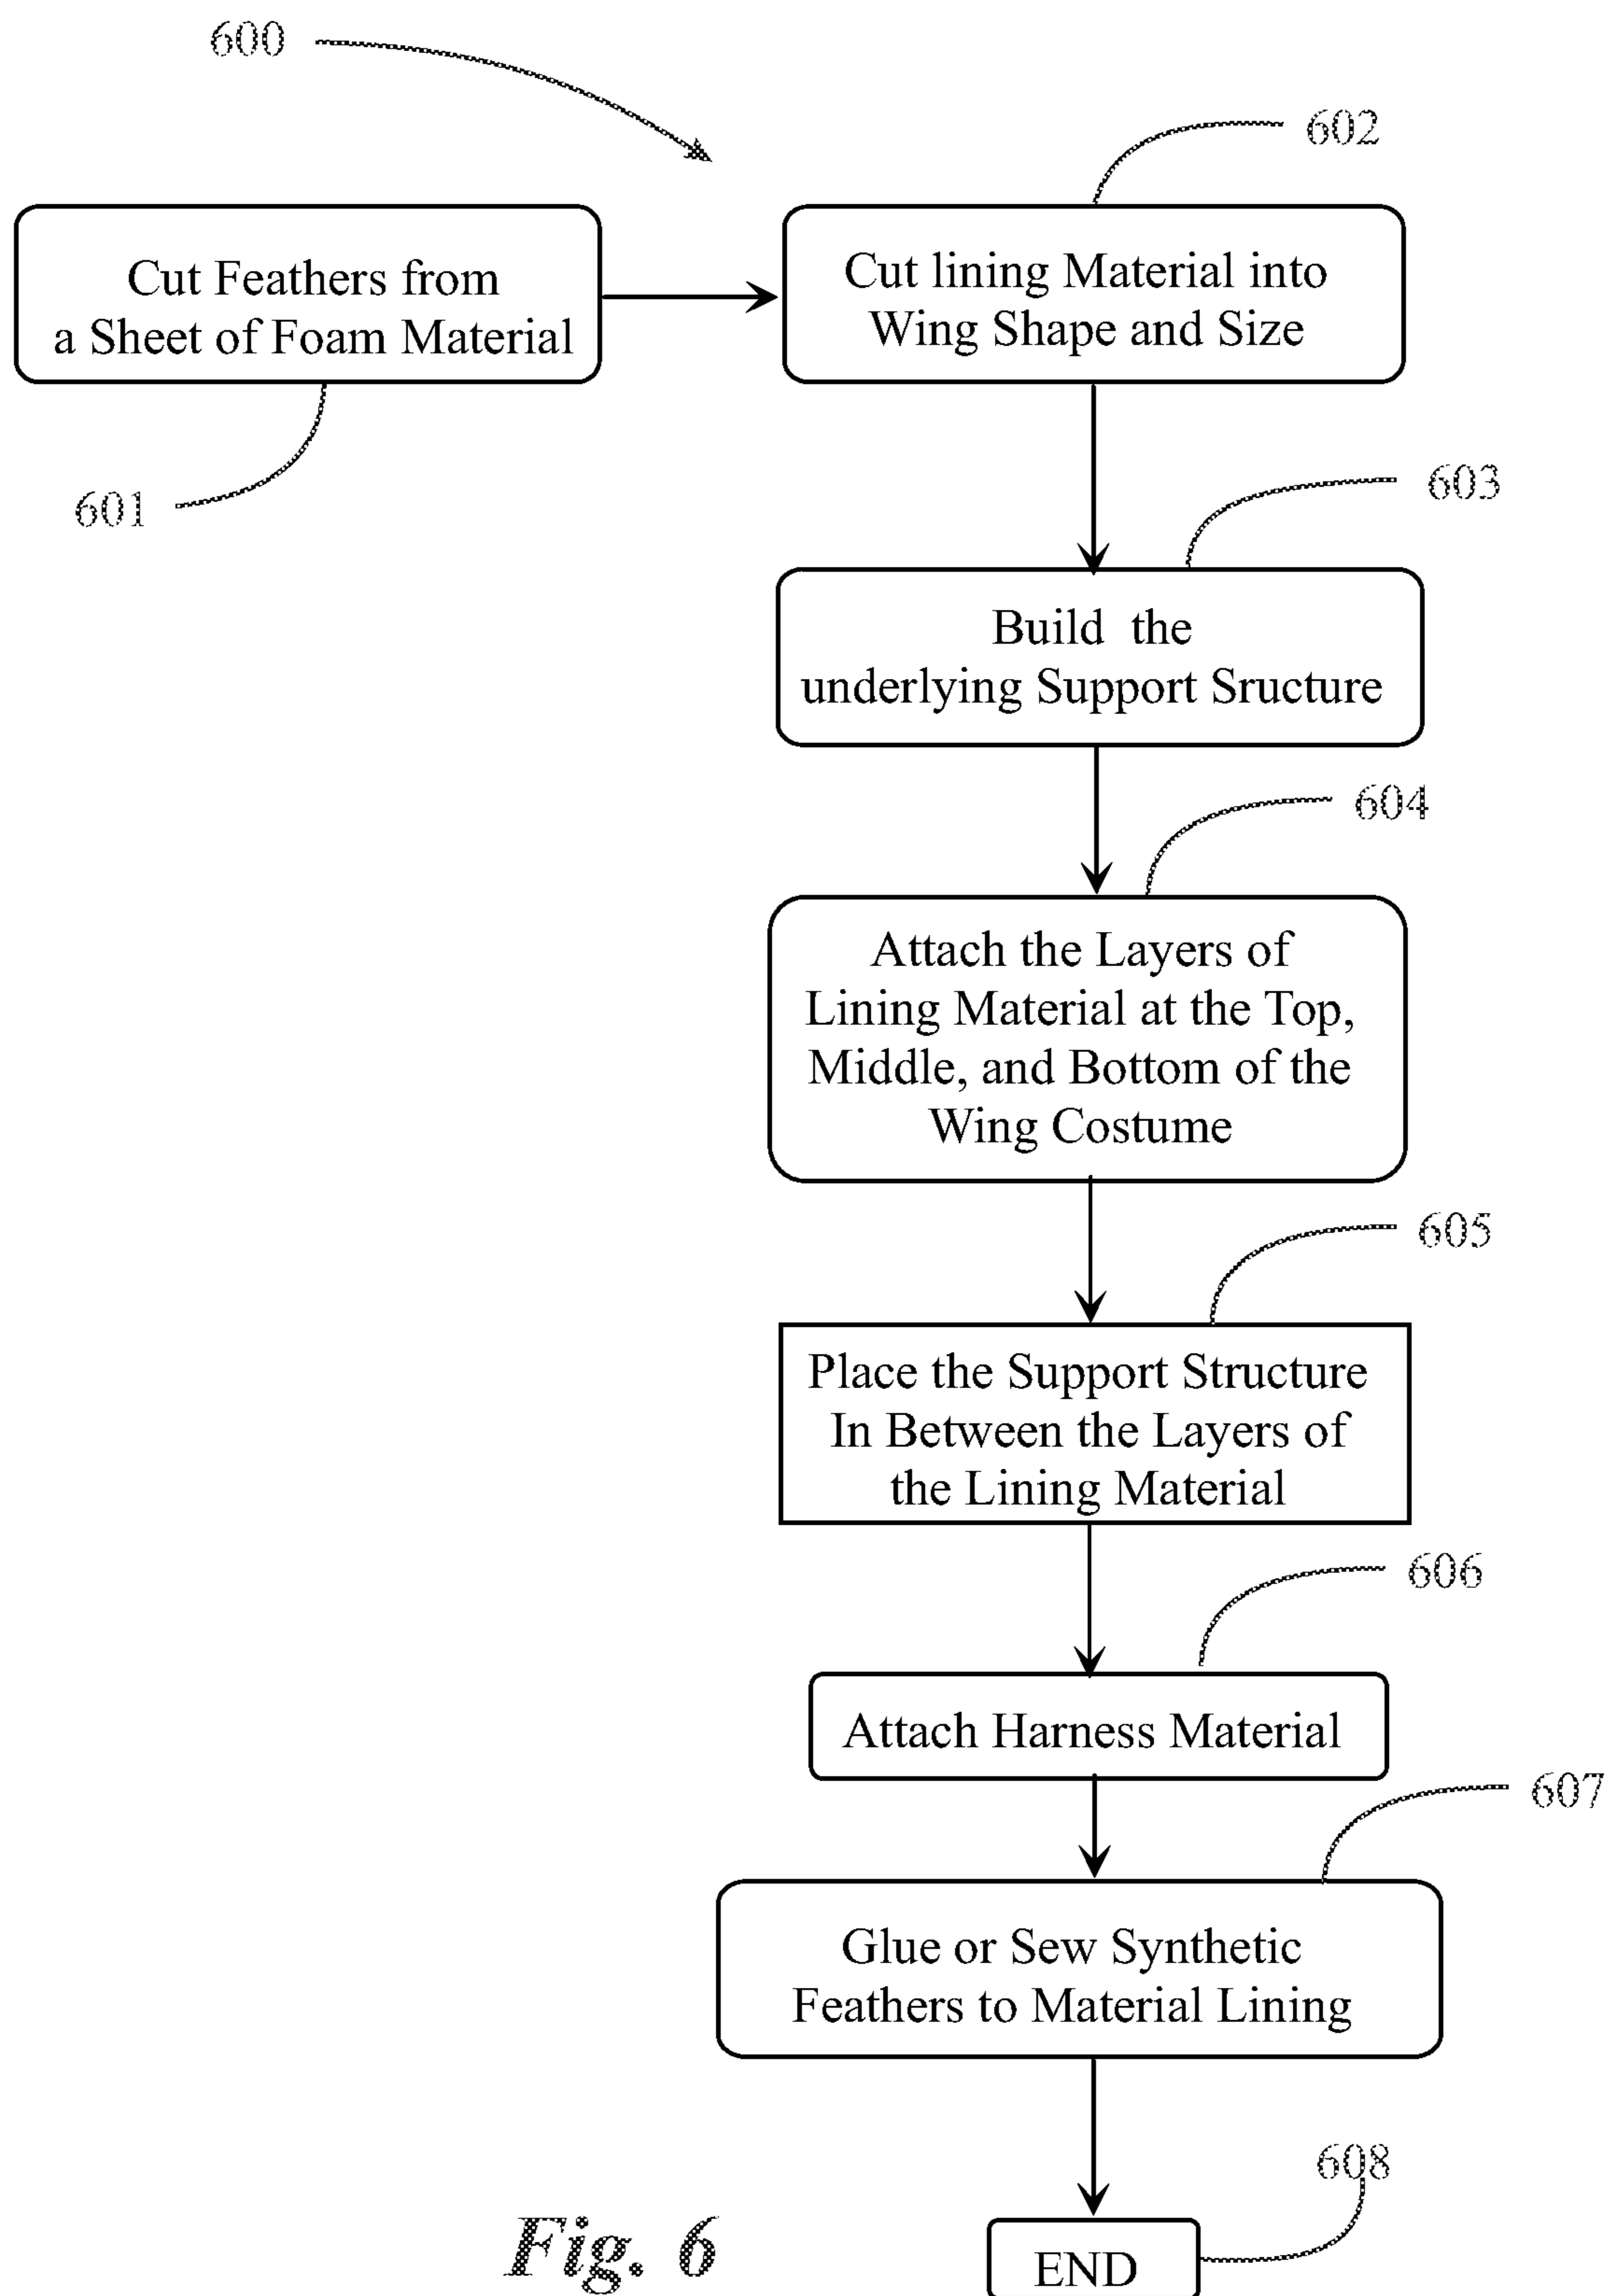 600
602
Cut Feathers from
a Sheet of Foam Material
Cut lining Material into
Wing Shape and Size
601
603
Build the
underlying Support Sructure
604
Attach the Layers of
Lining Material at the Top,
Middle, and Bottom of the
Wing Costume
605
Place the Support Structure
In Between the Layers of
the Lining Material
606
Attach Harness Material
607
Glue or Sew Synthetic
Feathers to Material Lining
608
END
Fig. 6